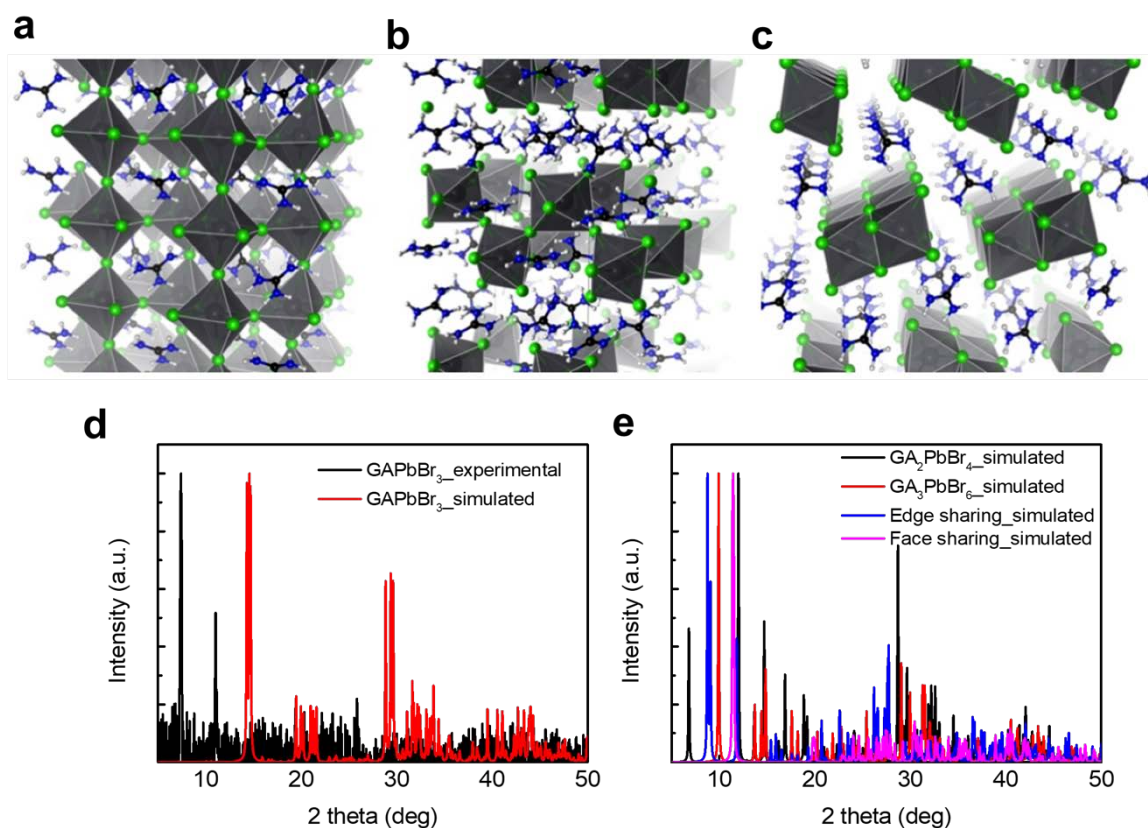 a
b
c
d
e
GAPbBr₃_experimental
GAPbBr₃_simulated
Intensity (a.u.)
10
20
30
40
50
2 theta (deg)
GA₂PbBr₄_simulated
GA₃PbBr₆_simulated
Edge sharing_simulated
Face sharing_simulated
Intensity (a.u.)
10
20
30
40
50
2 theta (deg)